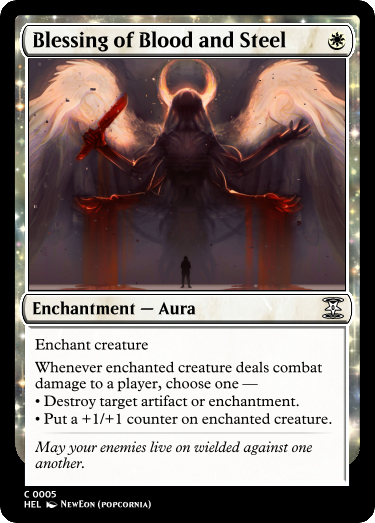 Blessing of Blood and Steel
Enchantment — Aura
Enchant creature
Whenever enchanted creature deals combat
damage to a player, choose one —
• Destroy target artifact or enchantment.
• Put a +1/+1 counter on enchanted creature.
May your enemies live on wielded against one
another.
C 0005
HEL NewEon (popcornia)